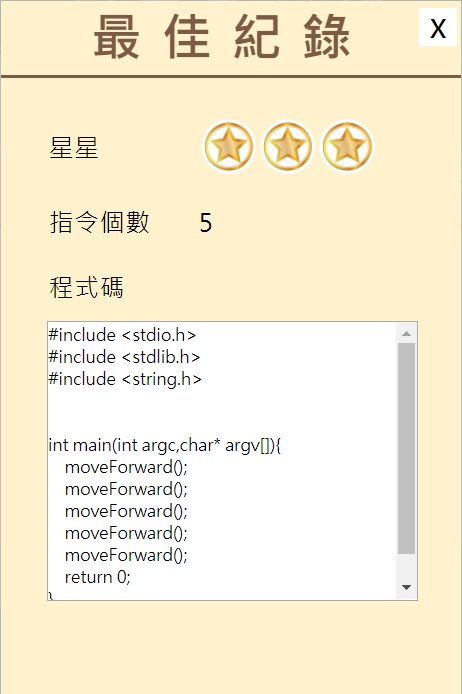 最佳紀錄
X
星星
指令個數 5
程式碼
#include <stdio.h>
#include <stdlib.h>
#include <string.h>
int main(int argc,char* argv[]){
    moveForward();
    moveForward();
    moveForward();
    moveForward();
    moveForward();
    return 0;
}